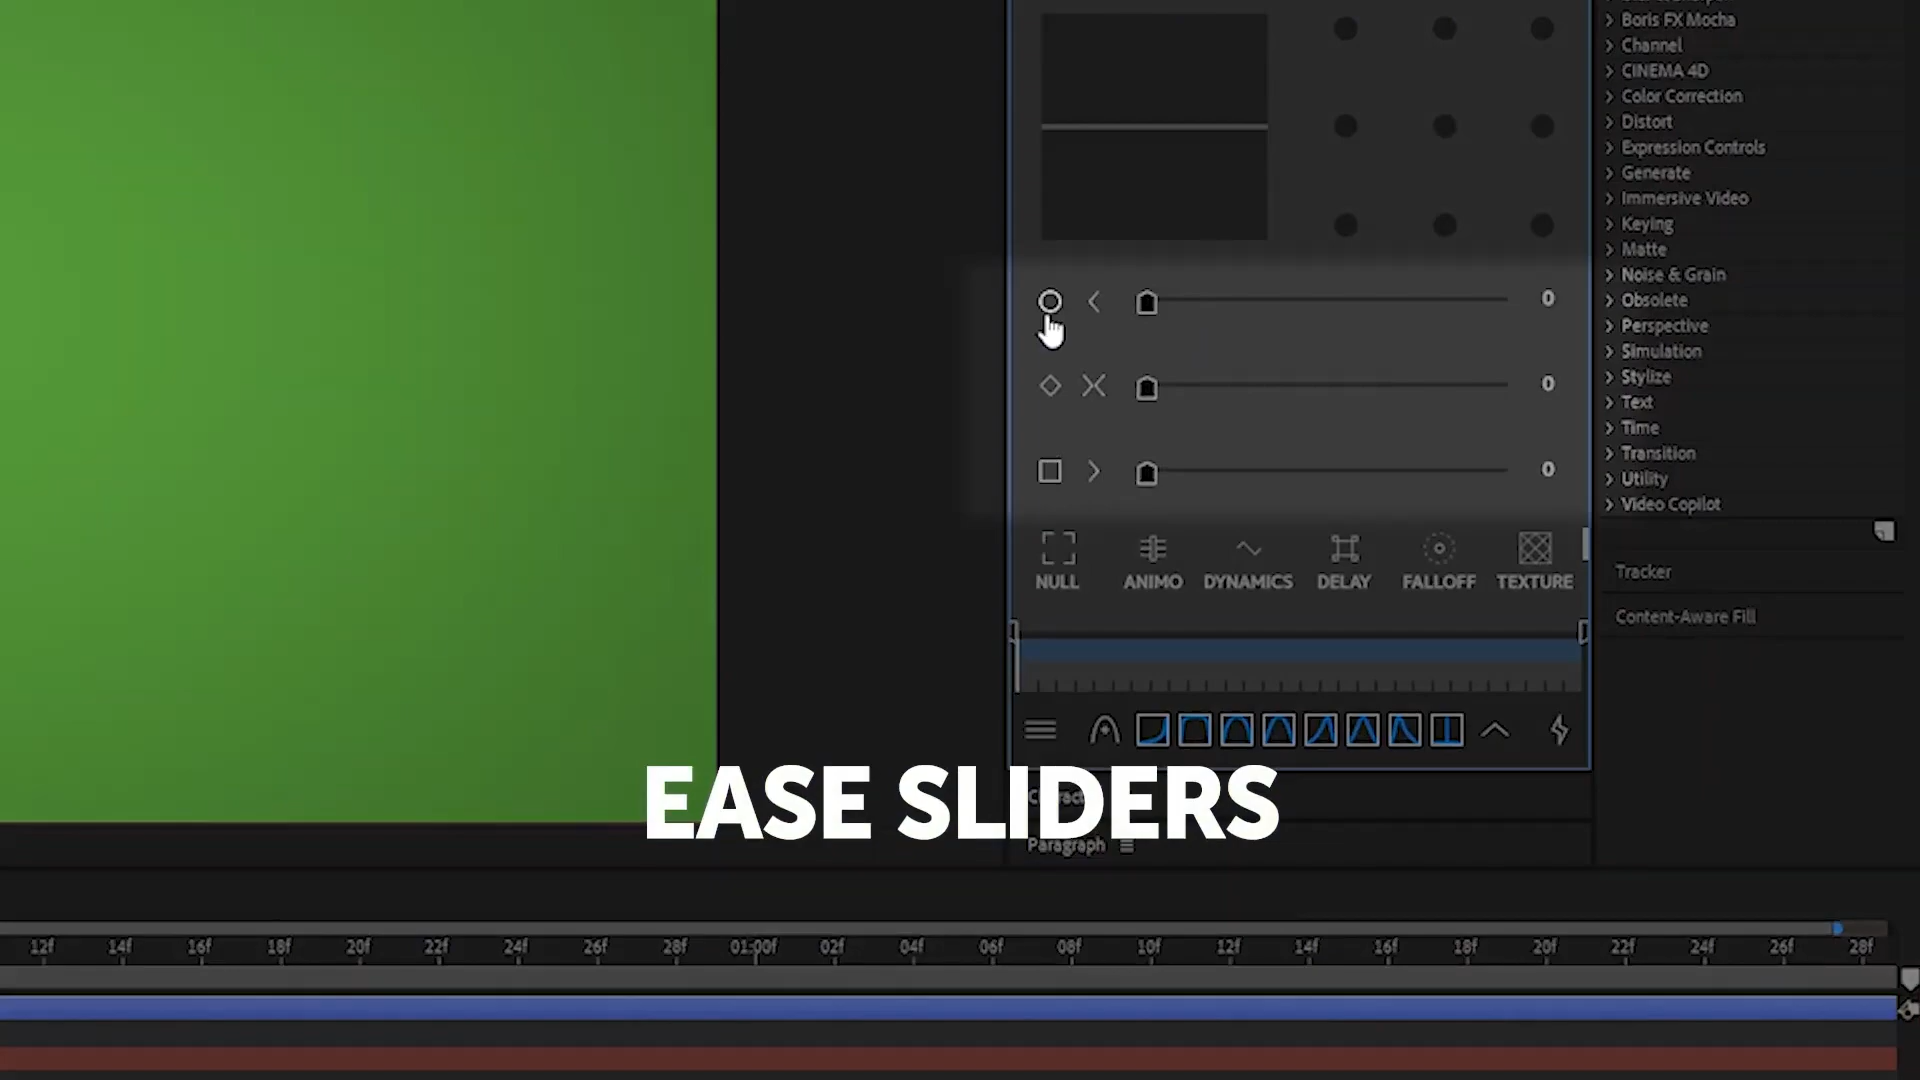 Boris FX Mocha
Channel
CINEMA 4D
Color Correction
Distort
Expression Controls
Generate
Immersive Video
Keying
Matte
Noise & Grain
Obsolete
Perspective
Simulation
Stylize
Text
Time
Transition
Utility
Video Copilot
Tracker
Content-Aware Fill
0
0
0
NULL ANIMO DYNAMICS DELAY FALLOFF TEXTURE
EASE SLIDERS
Paragraph
12f 14f 16f 18f 20f 22f 24f 26f 28f 01:00f 02f 04f 06f 08f 10f 12f 14f 16f 18f 20f 22f 24f 26f 28f